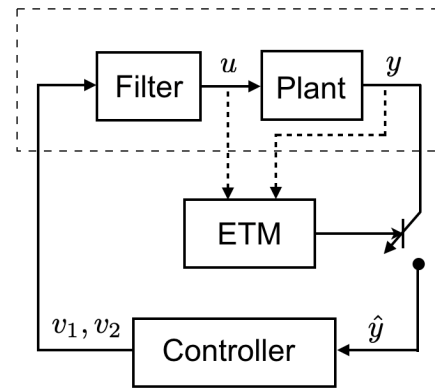 Filter
u
Plant
y
ETM
v₁, v₂
Controller
ŷ